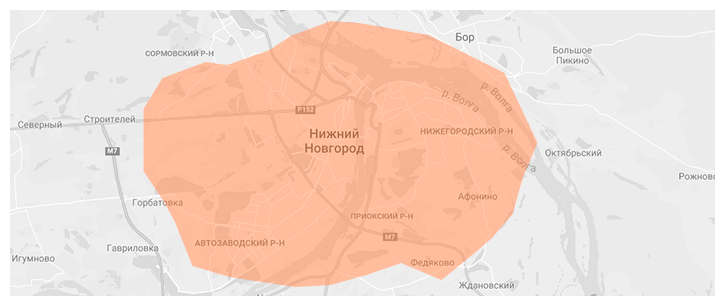 Бор
СОРМОВСКИЙ Р-Н
Большое
Пикино
р. Волга
р. Волга
Р152
Строителей
Северный
Нижний
Новгород
НИЖЕГОРОДСКИЙ Р-Н
М7
р. Волга
Октябрьский
Рожново
Афонино
Горбатовка
ПРИОКСКИЙ Р-Н
М7
АВТОЗАВОДСКИЙ Р-Н
Гавриловка
Игумново
Федяково
Ждановский